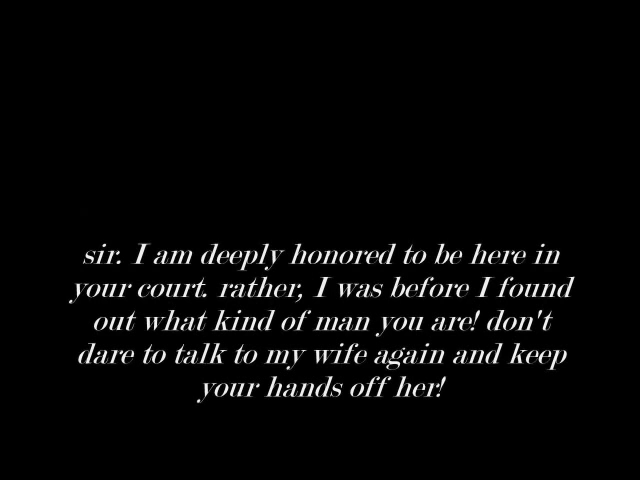 sir. I am deeply honored to be here in
your court. rather, I was before I found
out what kind of man you are! don't
dare to talk to my wife again and keep
your hands off her!